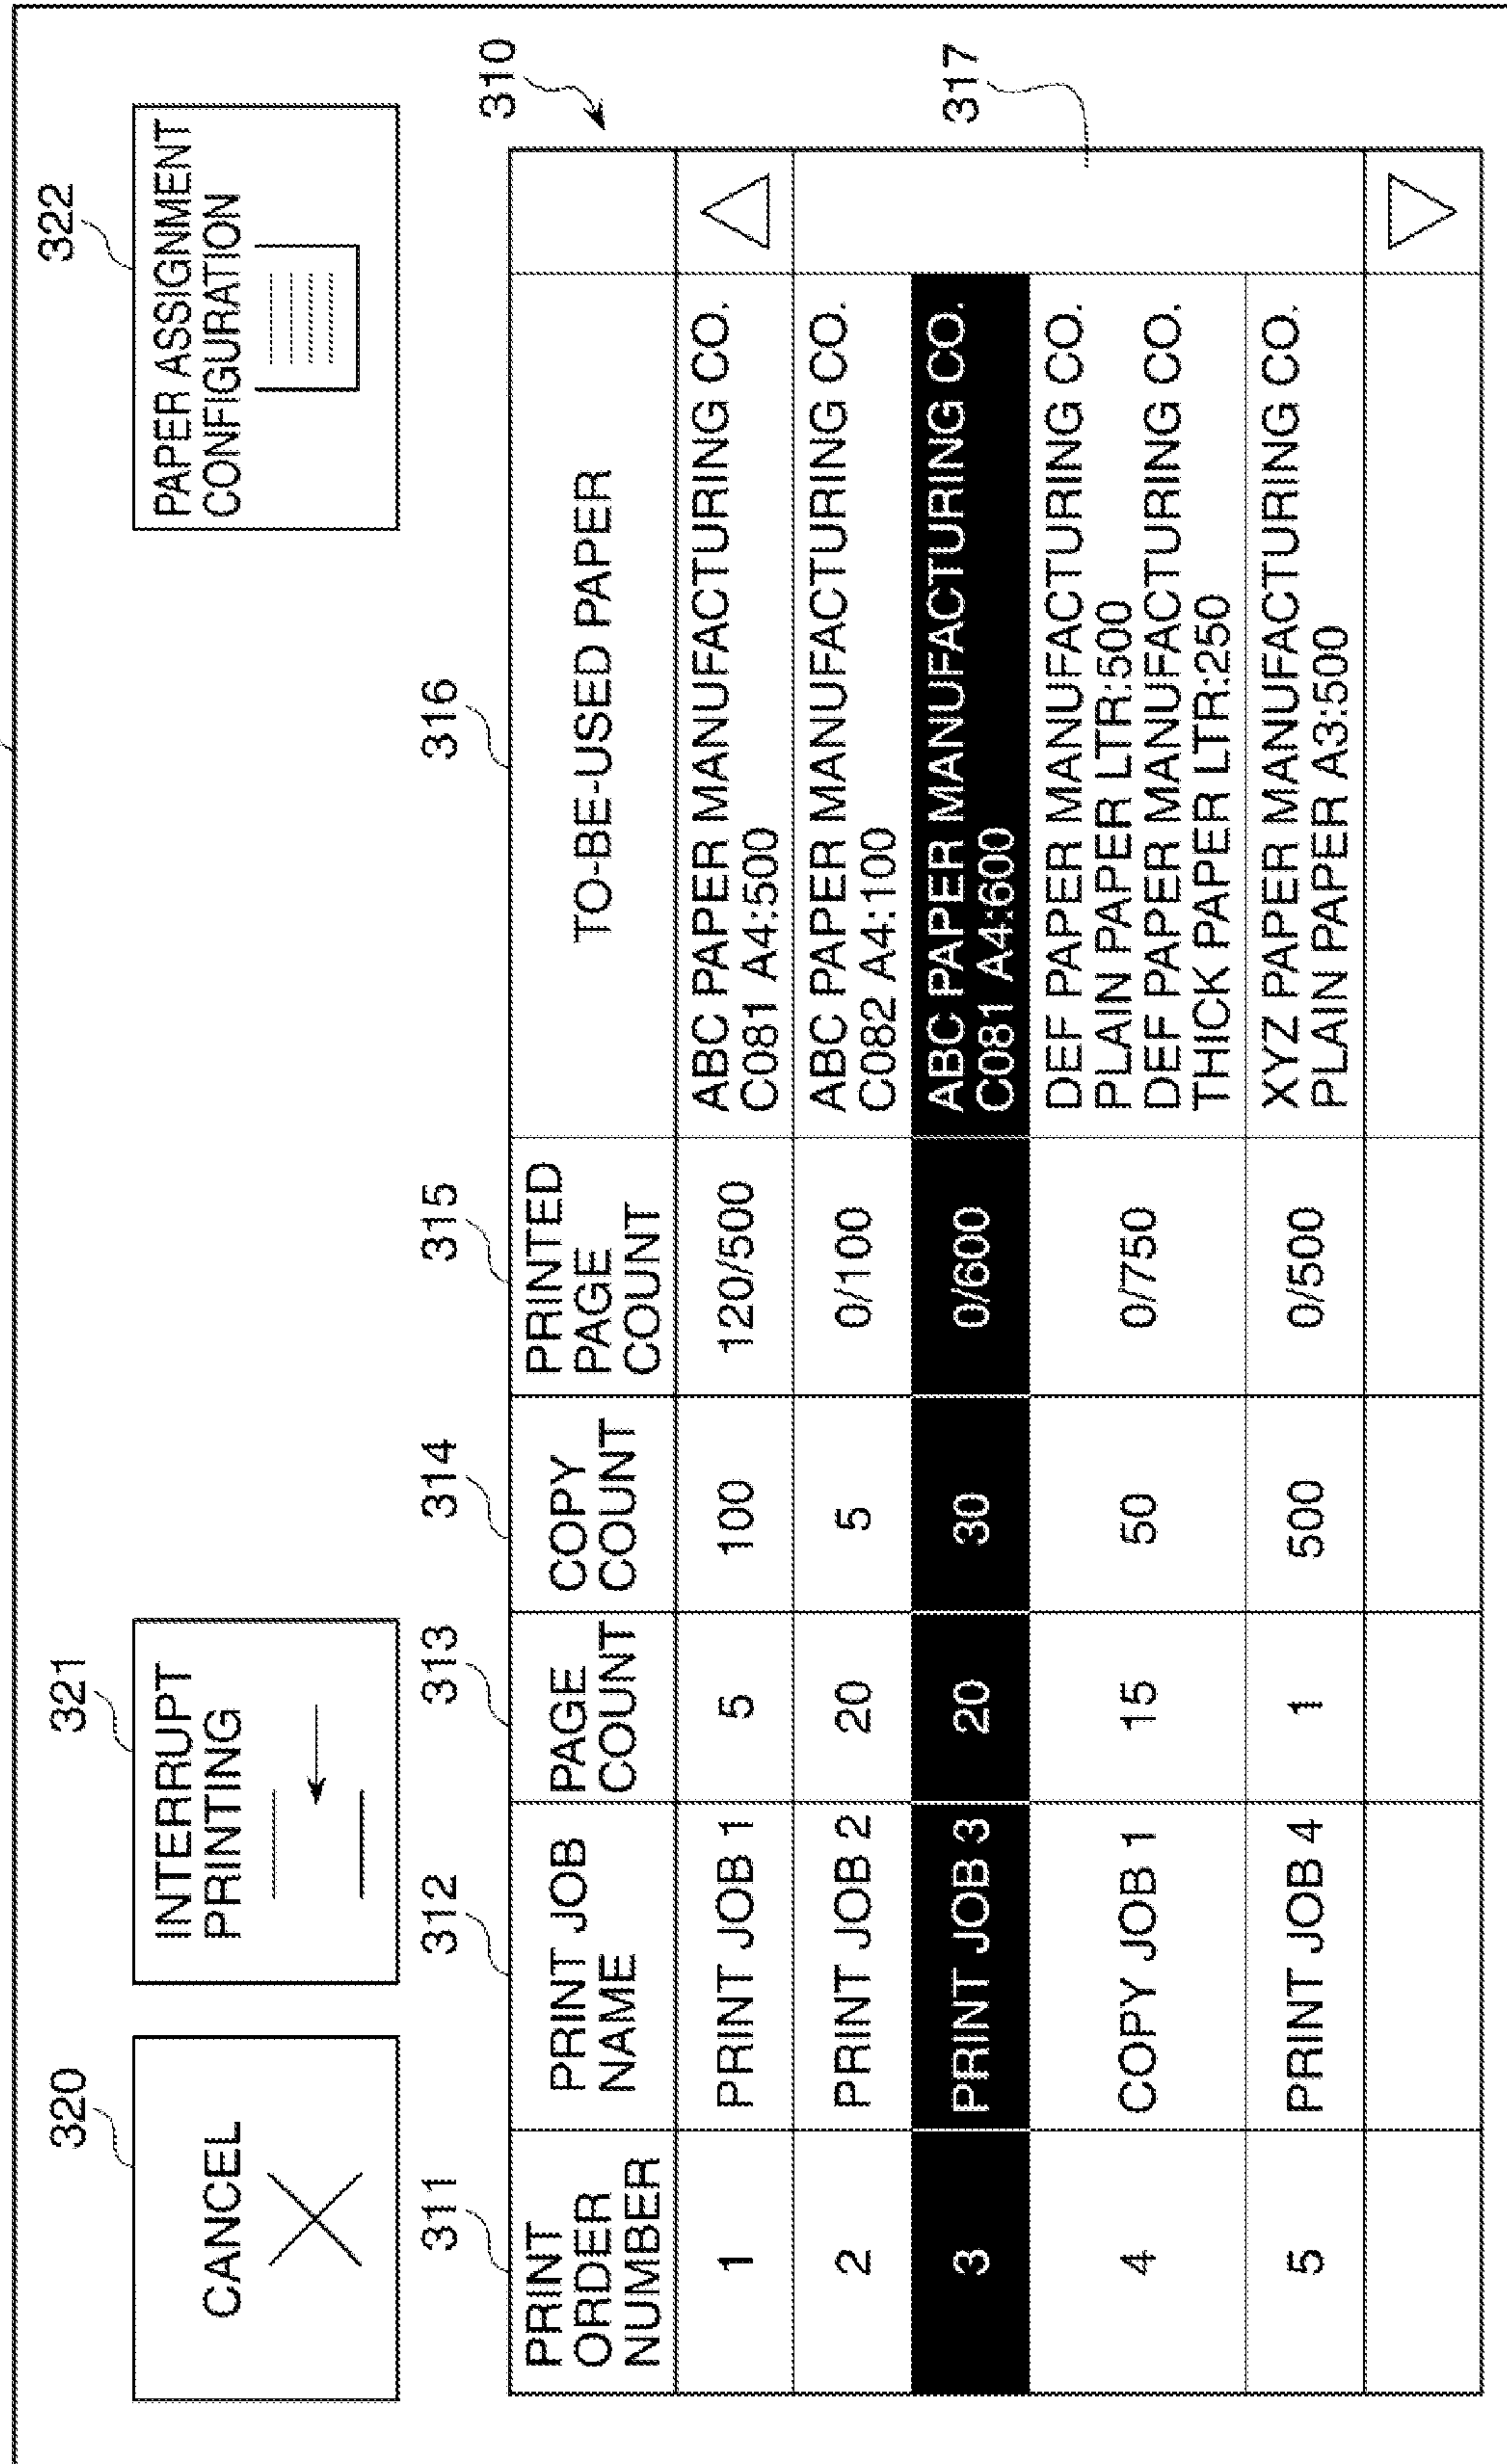 320
321
322
CANCEL
INTERRUPT
PRINTING
PAPER ASSIGNMENT
CONFIGURATION
310
311
312
313
314
315
316
PRINT
ORDER
NUMBER
PRINT JOB
NAME
PAGE
COUNT
COPY
COUNT
PRINTED
PAGE
COUNT
TO-BE-USED PAPER
1
PRINT JOB 1
5
100
120/500
ABC PAPER MANUFACTURING CO.
C081 A4:500
2
PRINT JOB 2
20
5
0/100
ABC PAPER MANUFACTURING CO.
C082 A4:100
3
PRINT JOB 3
20
30
0/600
ABC PAPER MANUFACTURING CO.
C081 A4:600
317
4
COPY JOB 1
15
50
0/750
DEF PAPER MANUFACTURING CO.
PLAIN PAPER LTR:500
DEF PAPER MANUFACTURING CO.
THICK PAPER LTR:250
5
PRINT JOB 4
1
500
0/500
XYZ PAPER MANUFACTURING CO.
PLAIN PAPER A3:500